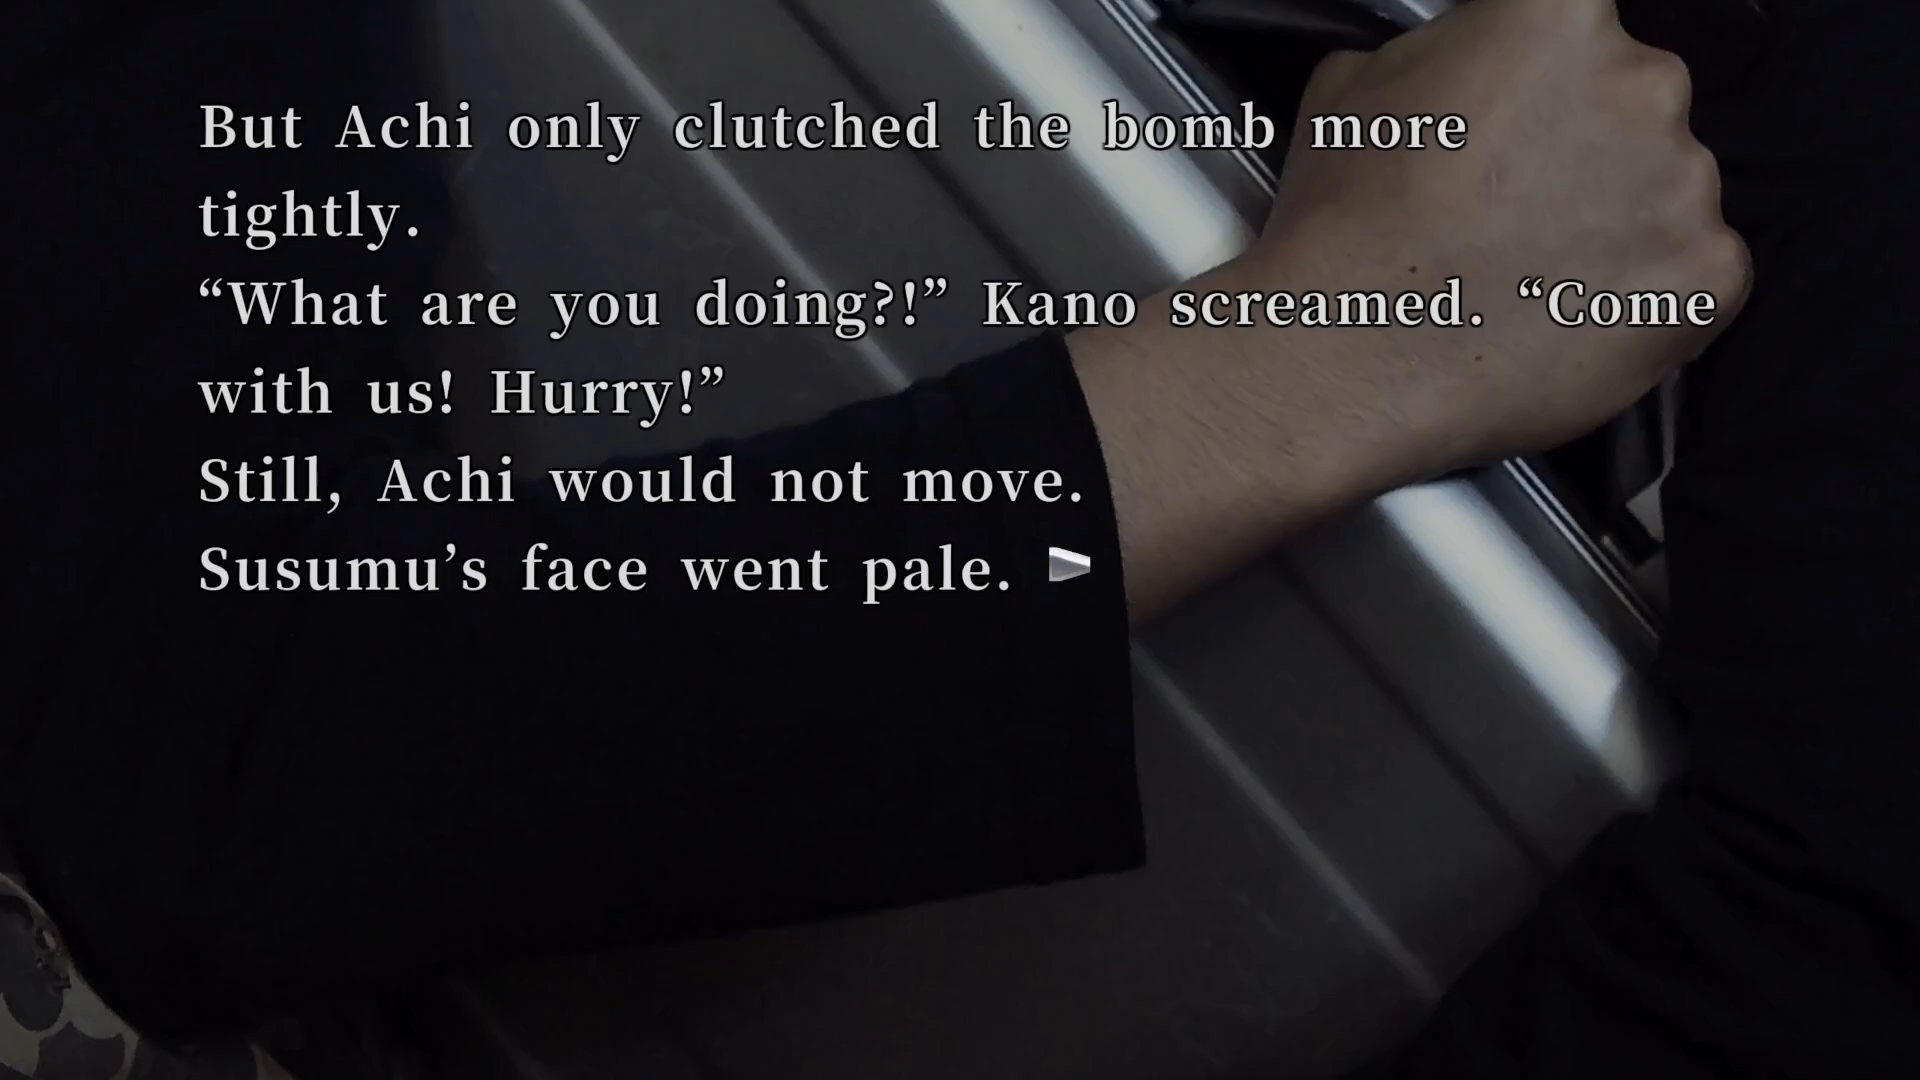 But Achi only clutched the bomb more
tightly.
“What are you doing?!” Kano screamed. “Come
with us! Hurry!”
Still, Achi would not move.
Susumu’s face went pale.